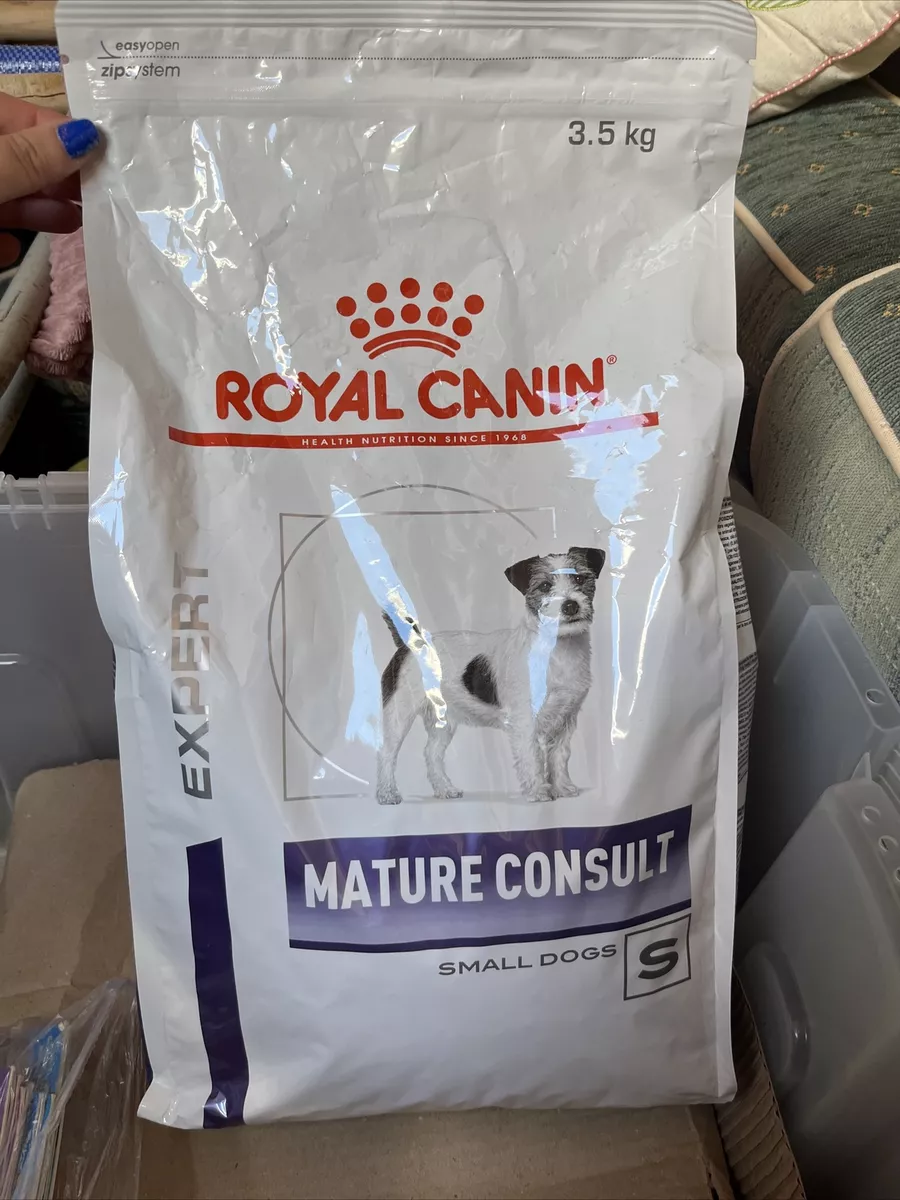 easyopen
zipsystem
3.5 kg
ROYAL CANIN®
HEALTH NUTRITION SINCE 1968
EXPERT
MATURE CONSULT
SMALL DOGS S